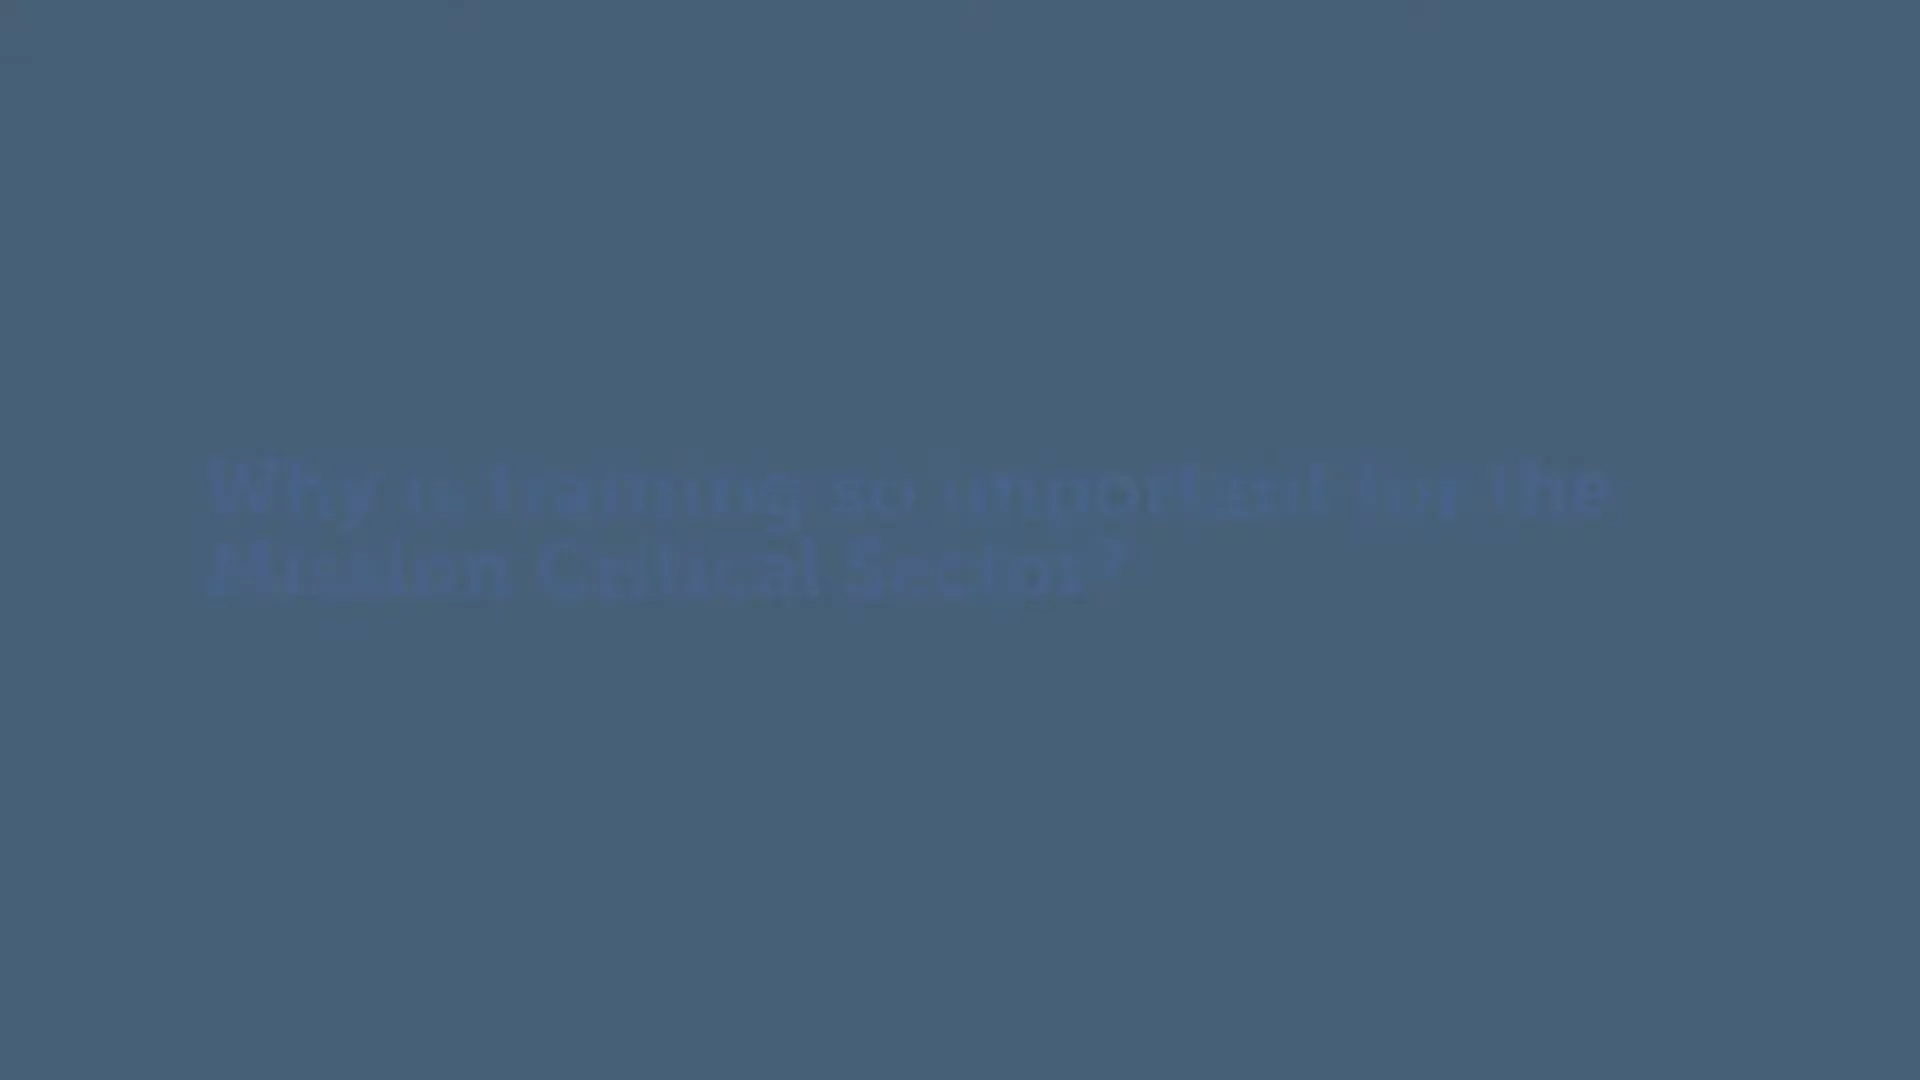 Why is training so important for the
Mission Critical Sector?